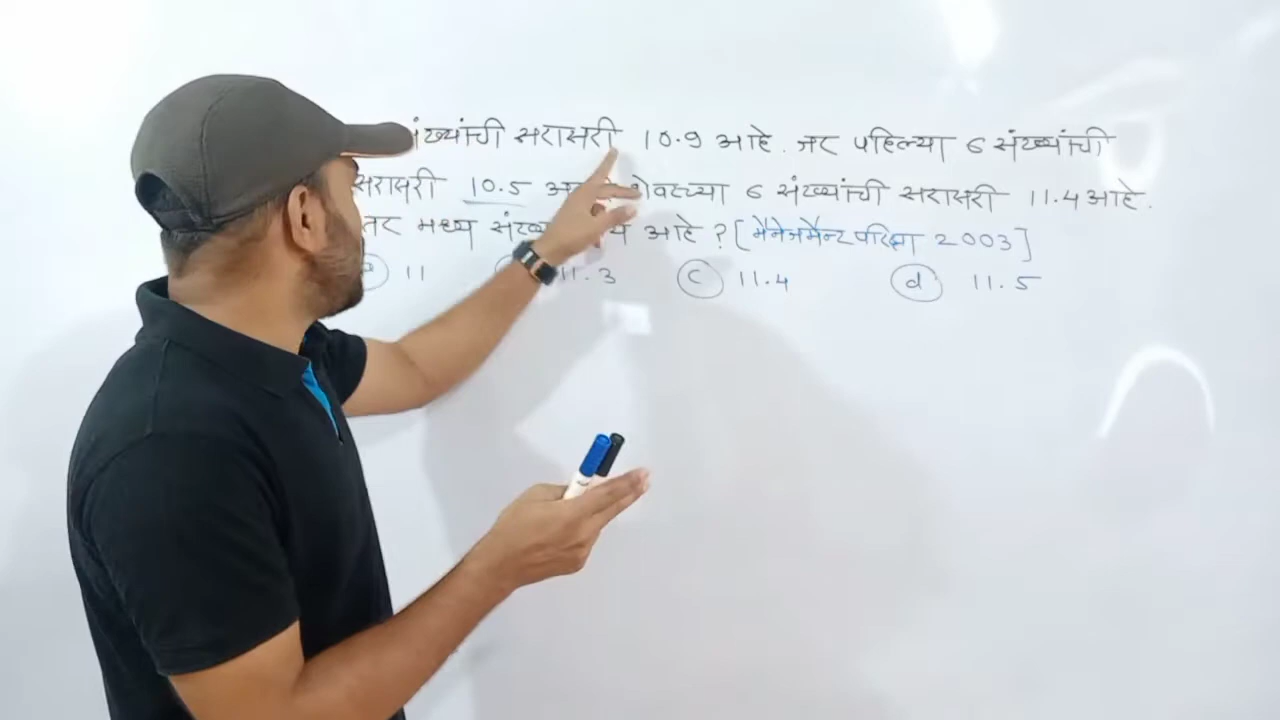 संख्यांची सरासरी 10.9 आहे. जर पहिल्या 6 संख्यांची
सरासरी 10.5 शेवटच्या 6 संख्यांची सरासरी 11.4 आहे.
तर मध्य आहे ? [मॅनेजमॅन्ट परिक्षा 2003]
11 11.3 (c) 11.4 (d) 11.5